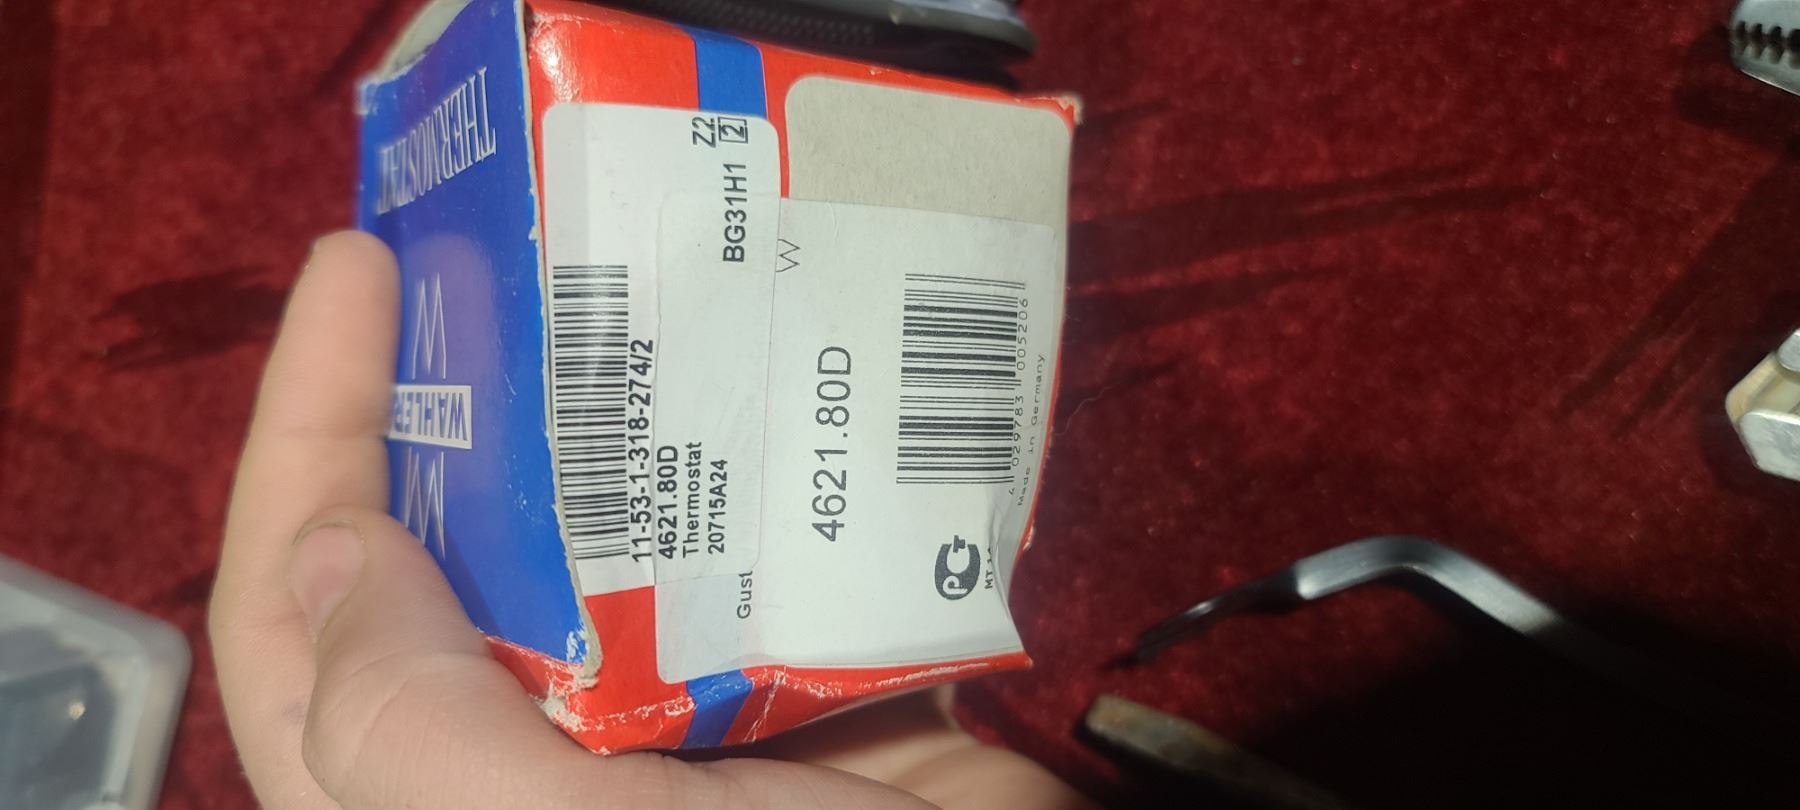 THERMOSTAT
WAHLER
Z2
BG31H1 2
11-53-1-318-274/2
4621.80D
Thermostat
20715A24
W
4621.80D
4 029783 005206
Made in Germany